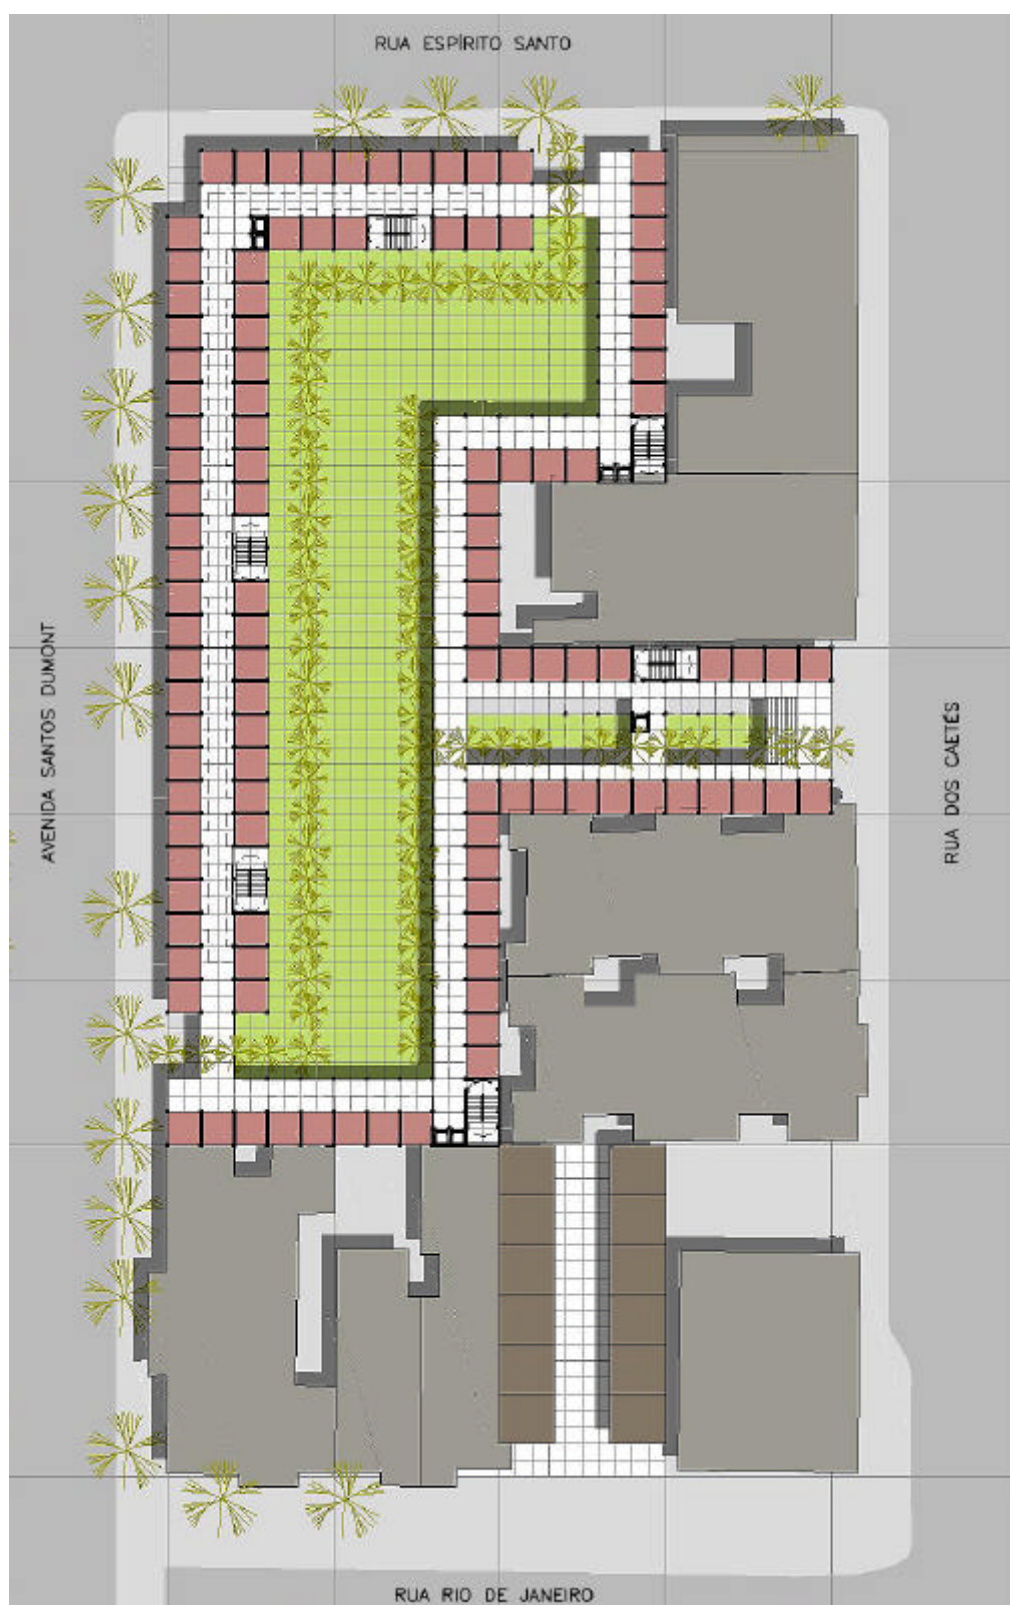 RUA ESPÍRITO SANTO
AVENIDA SANTOS DUMONT
RUA DOS CAETÉS
RUA RIO DE JANEIRO